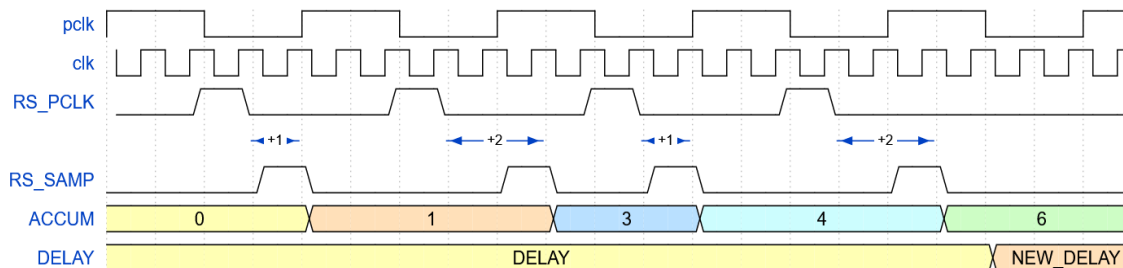 pclk
clk
RS_PCLK
+1 +2 +1 +2
RS_SAMP
ACCUM 0 1 3 4 6
DELAY DELAY NEW_DELAY